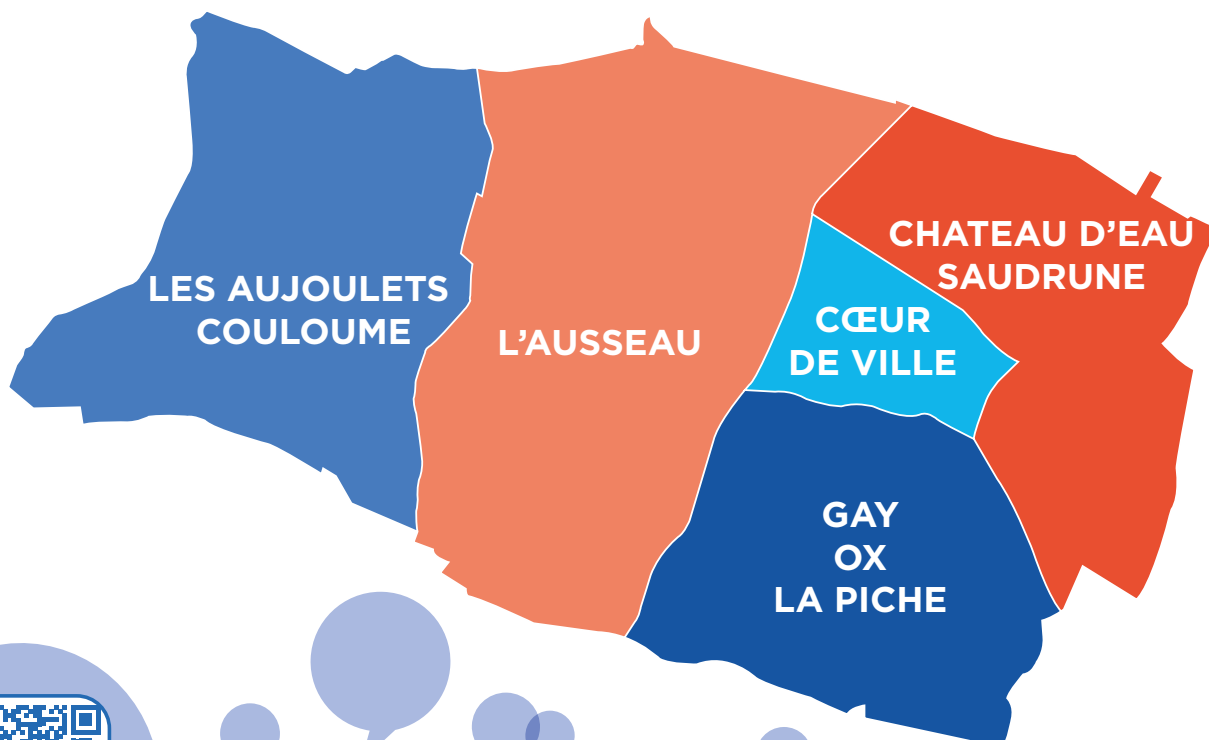 LES AUJOULETS
COULOUME
L'AUSSEAU
CHATEAU D'EAU
SAUDRUNE
CŒUR
DE VILLE
GAY
OX
LA PICHE